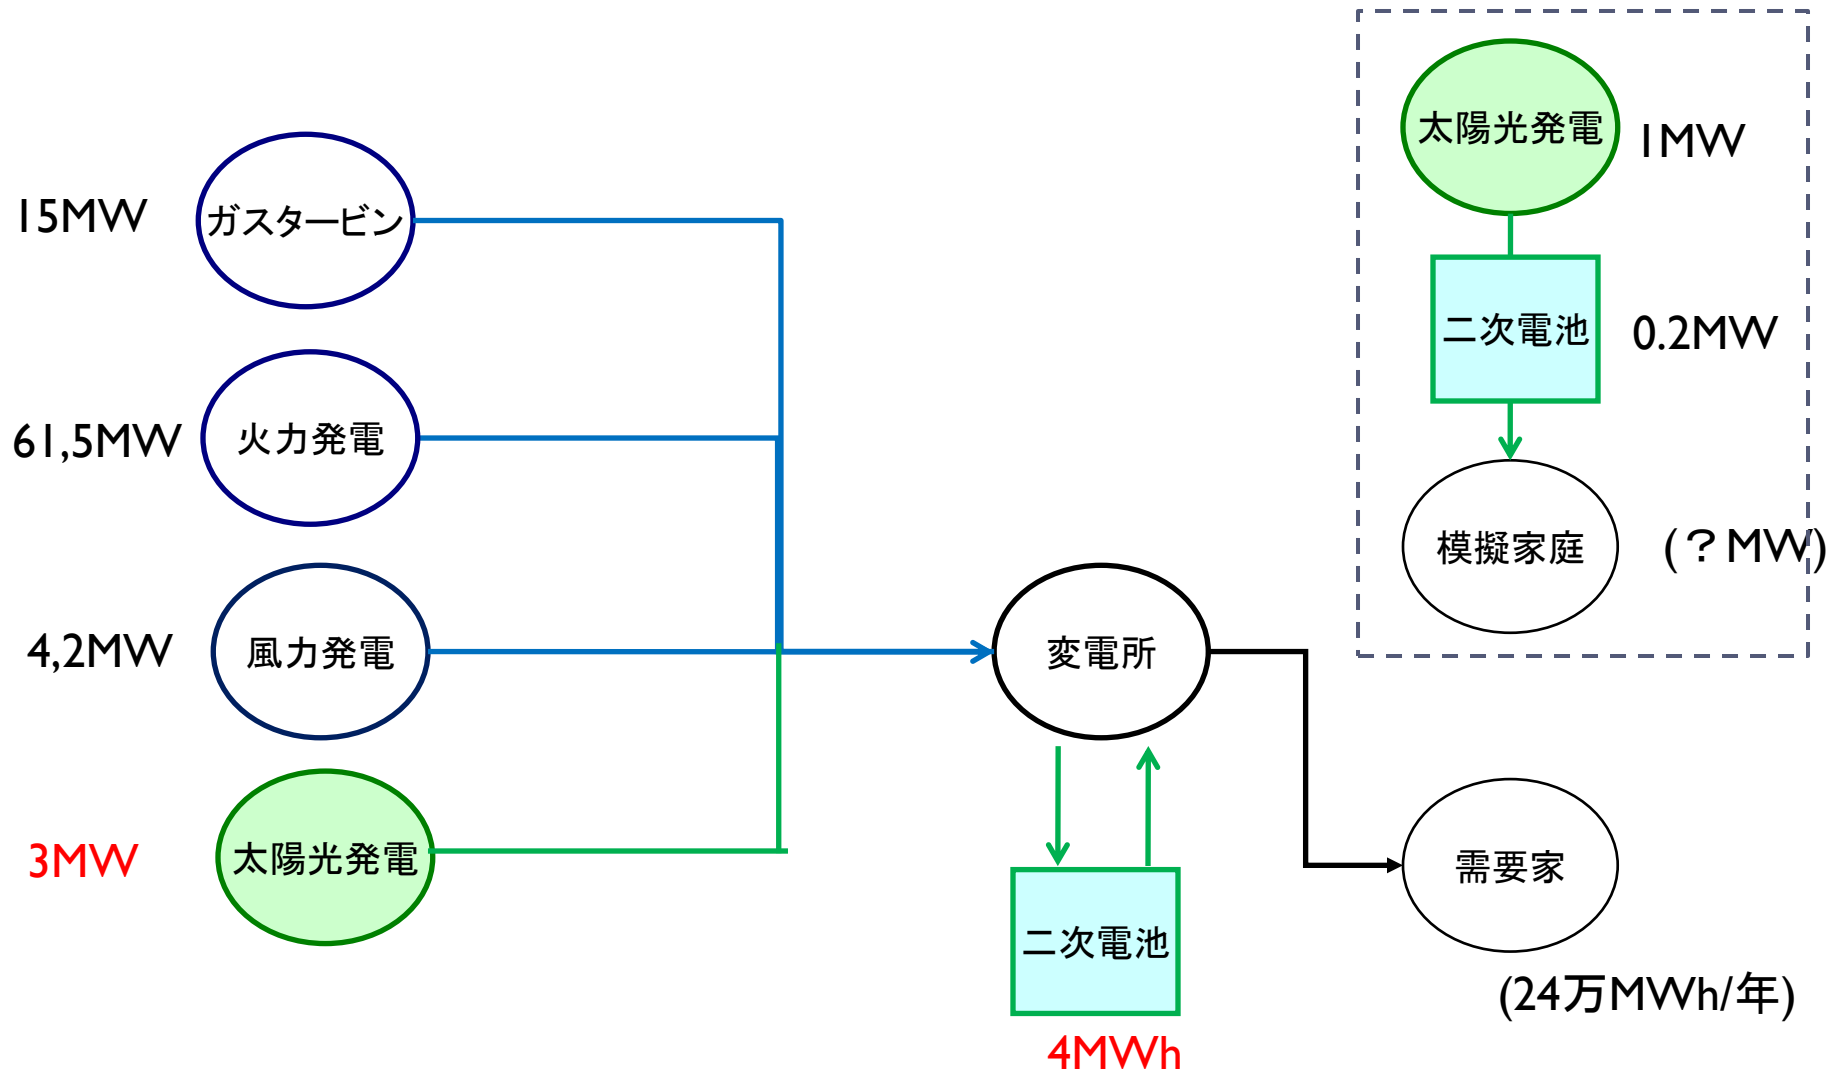 15MW
ガスタービン
61,5MW
火力発電
4,2MW
風力発電
3MW
太陽光発電
変電所
二次電池
4MWh
太陽光発電
1MW
二次電池
0.2MW
模擬家庭
(？MW)
需要家
(24万MWh/年)